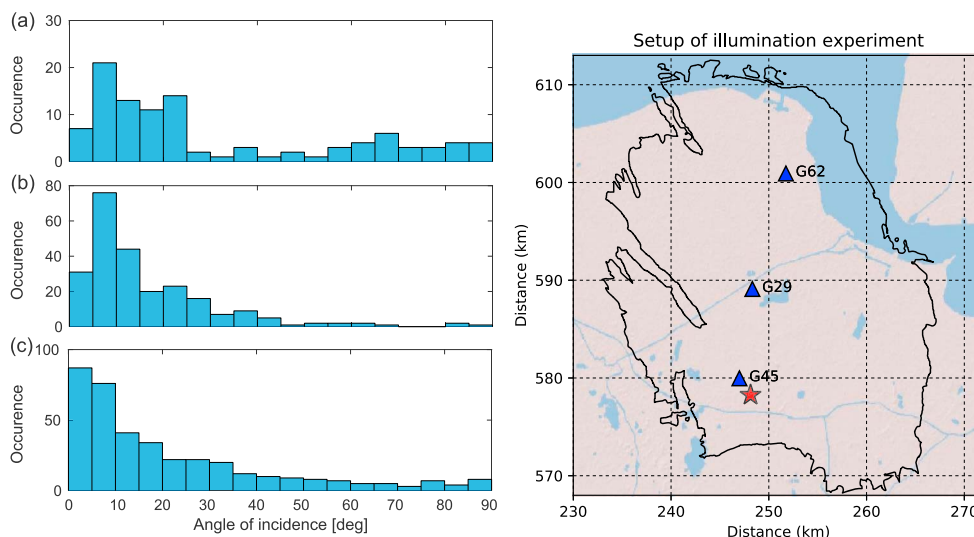 (a)
30
20
10
0
Occurence
(b)
80
60
40
20
0
Occurence
(c)
100
50
0
Occurence
0 10 20 30 40 50 60 70 80 90
Angle of incidence [deg]
Setup of illumination experiment
610
600
590
580
570
Distance (km)
G62
G29
G45
230 240 250 260 270
Distance (km)